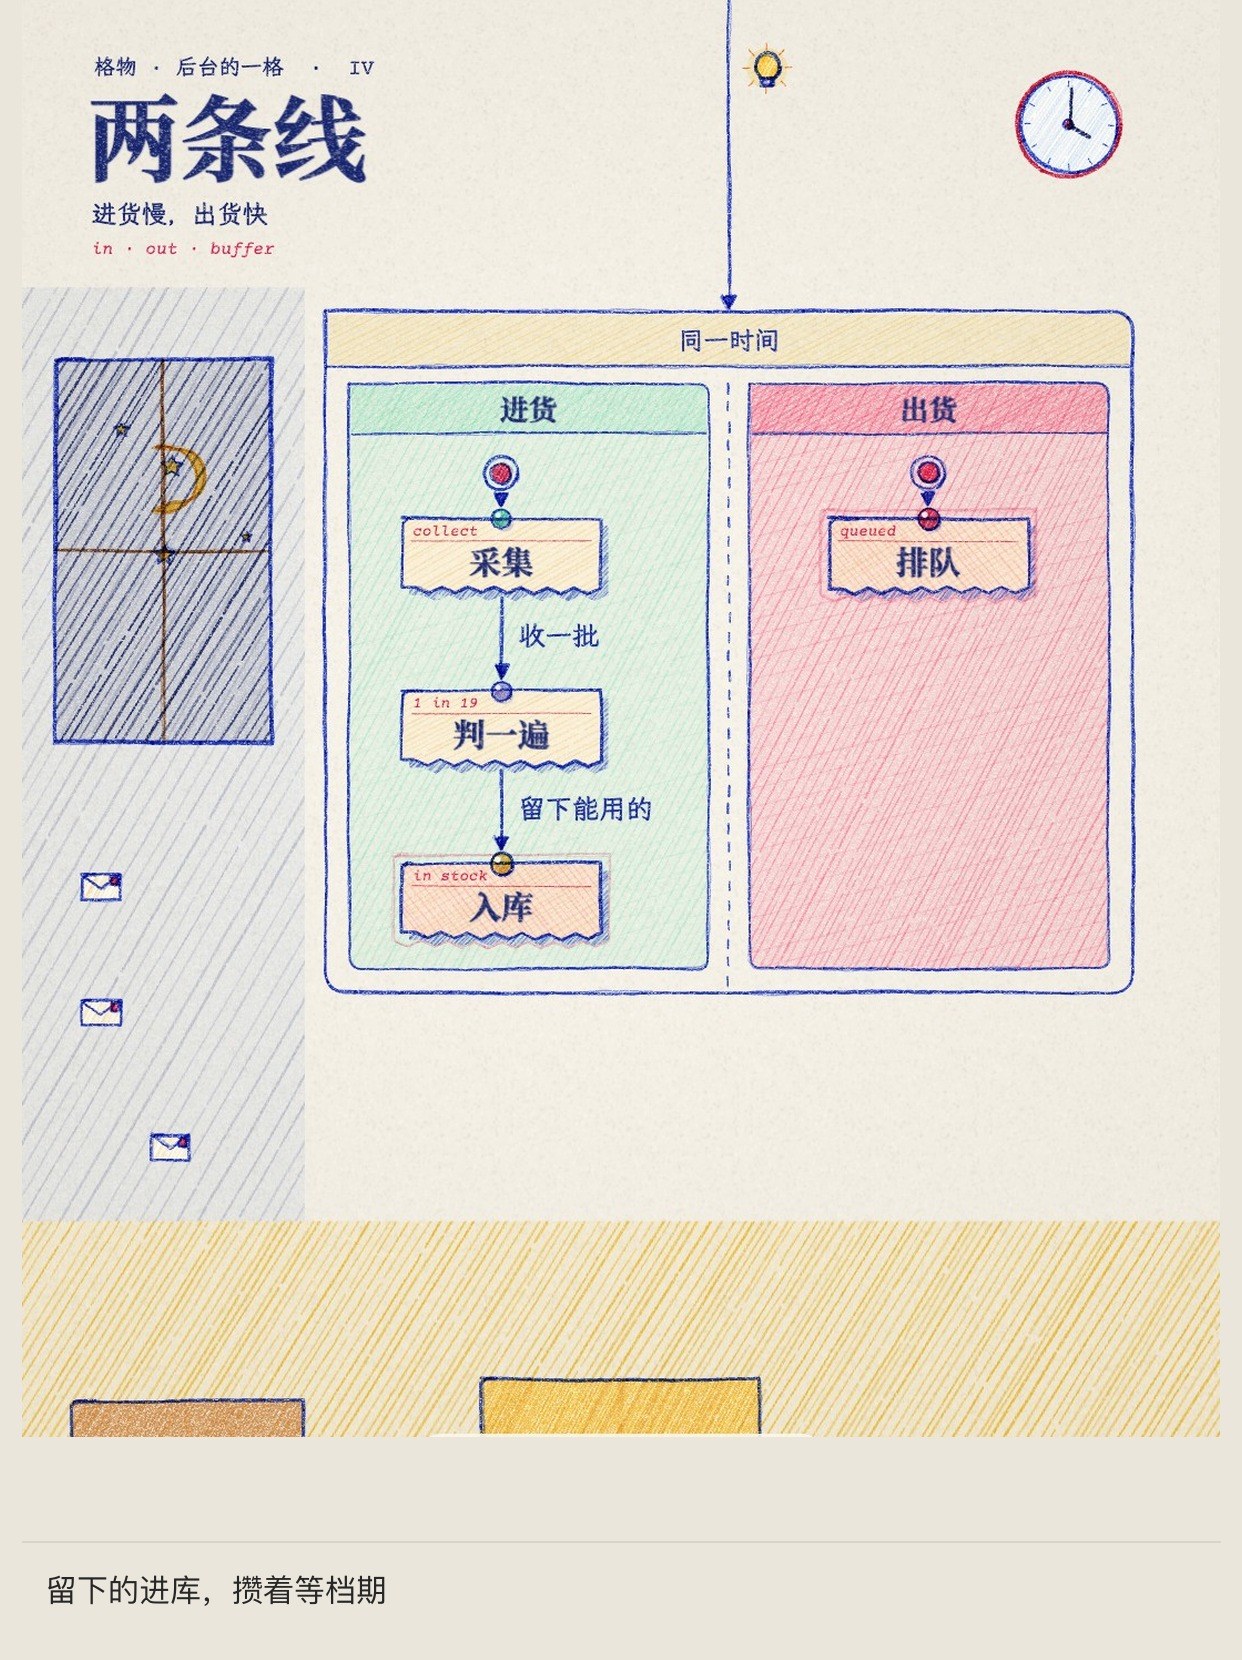 格物 · 后台的一格 · IV
两条线
进货慢，出货快
in · out · buffer
同一时间
进货
collect
采集
收一批
1 in 19
判一遍
留下能用的
in stock
入库
出货
queued
排队
留下的进库，攒着等档期